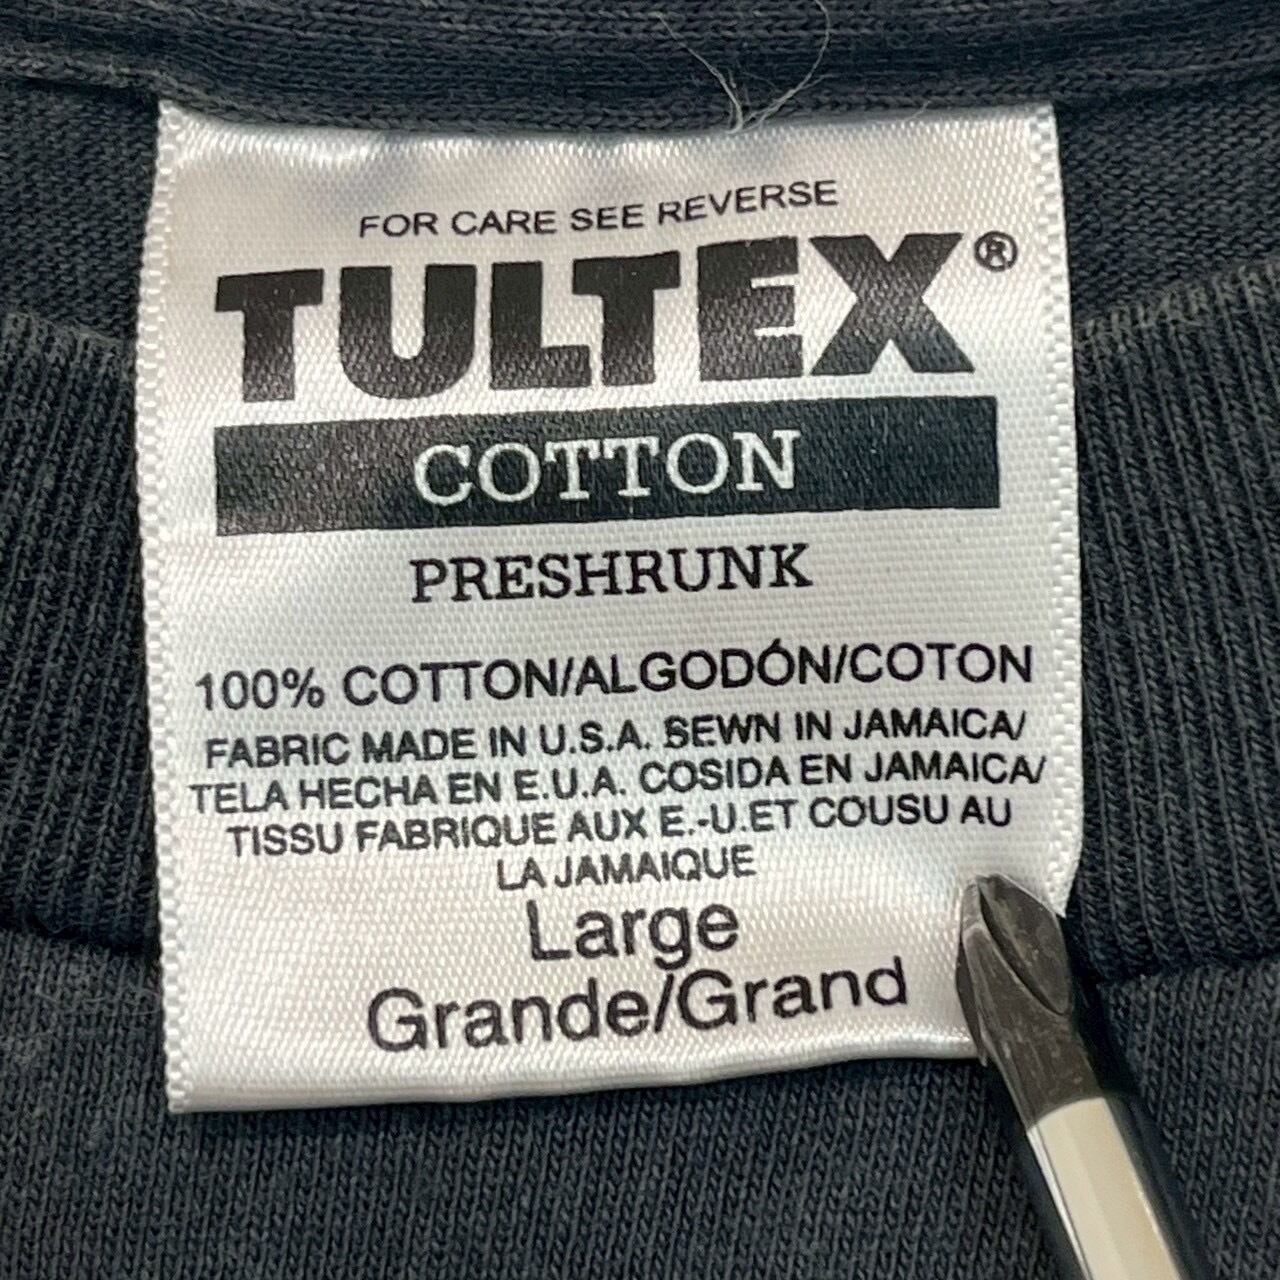 FOR CARE SEE REVERSE
TULTEX®
COTTON
PRESHRUNK
100% COTTON/ALGODÓN/COTON
FABRIC MADE IN U.S.A. SEWN IN JAMAICA/
TELA HECHA EN E.U.A. COSIDA EN JAMAICA/
TISSU FABRIQUE AUX E.-U.ET COUSU AU
LA JAMAIQUE
Large
Grande/Grand